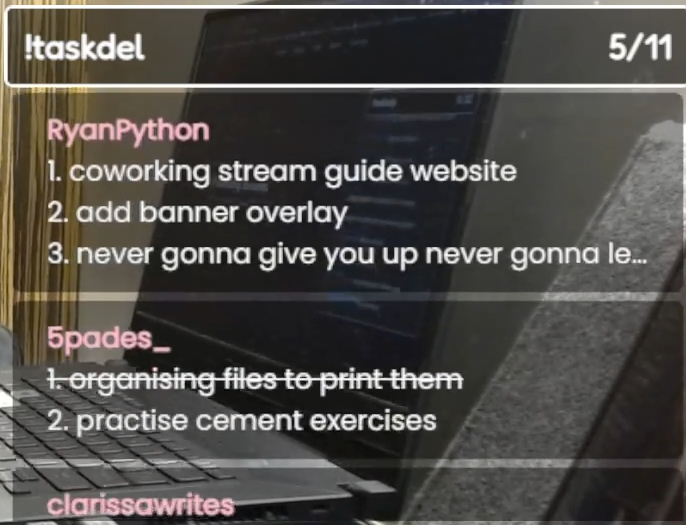 !taskdel 5/11
RyanPython
1. coworking stream guide website
2. add banner overlay
3. never gonna give you up never gonna le...
5pades_
1. organising files to print them
2. practise cement exercises
clarissawrites